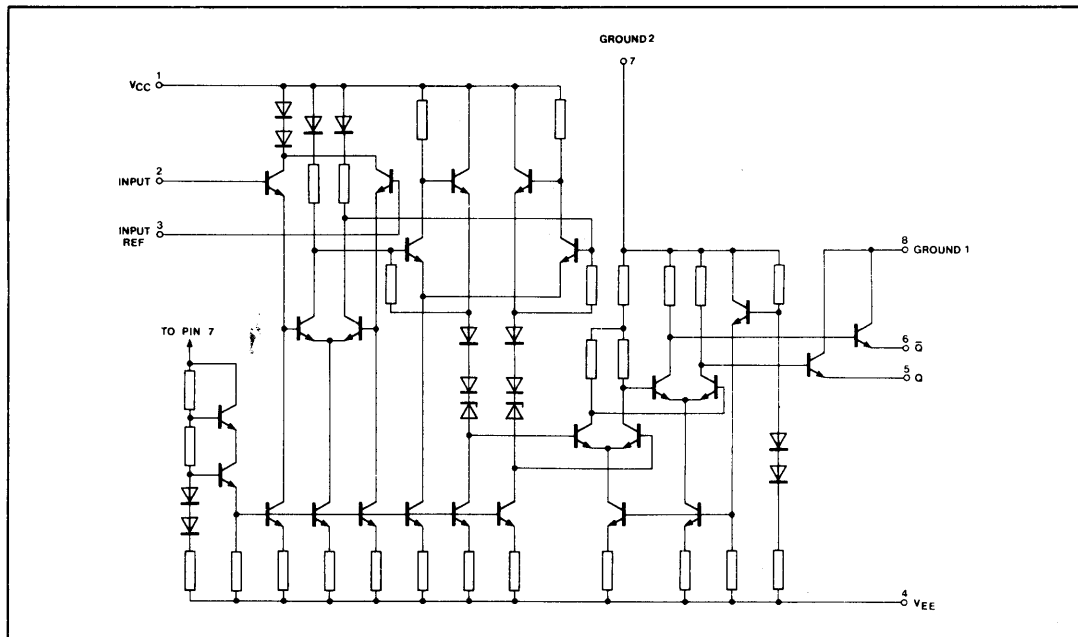 GROUND 2
7
1
VCC
2
INPUT
3
INPUT
REF
8
GROUND 1
TO PIN 7
6
Q̅
5
Q
4
VEE